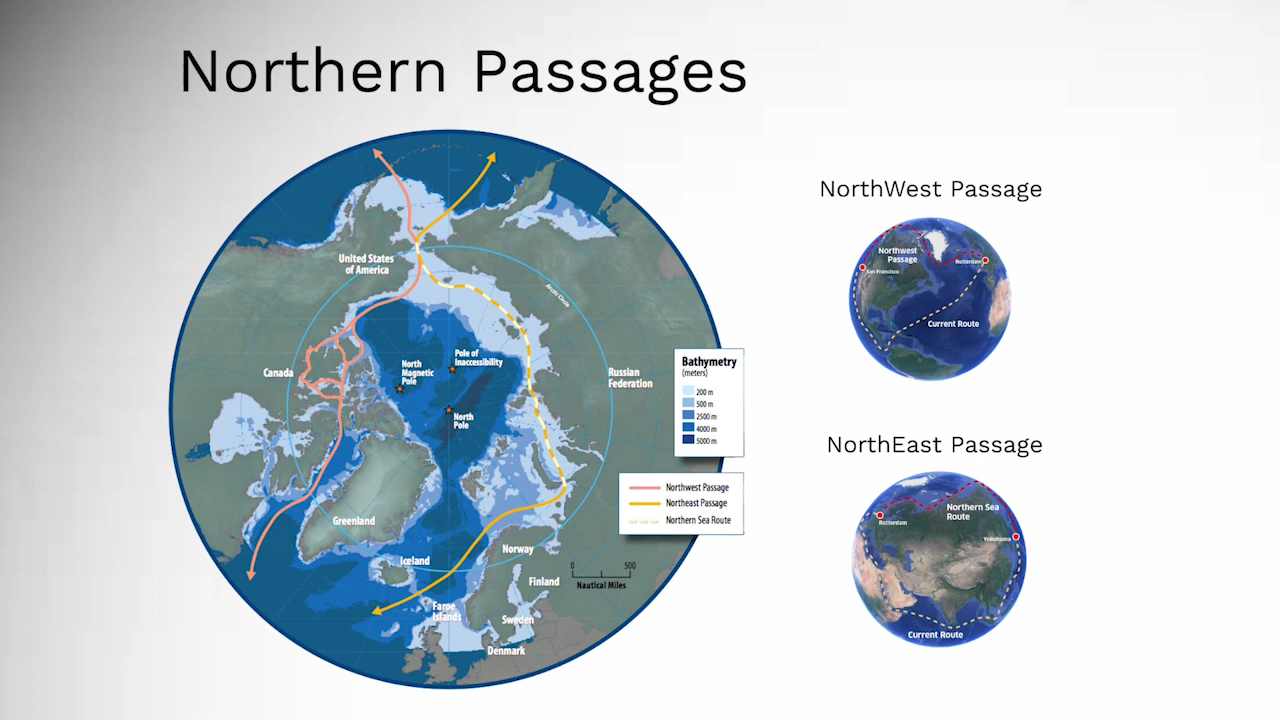 Northern Passages
United States
of America
Arctic Circle
Canada
North
Magnetic
Pole
Pole of
Inaccessibility
North
Pole
Russian
Federation
Greenland
Iceland
Norway
Finland
Faroe
Islands
Sweden
Denmark
0 500
Nautical Miles
Bathymetry
(meters)
200 m
500 m
2500 m
4000 m
5000 m
Northwest Passage
Northeast Passage
Northern Sea Route
NorthWest Passage
Northwest
Passage
Rotterdam
San Francisco
Current Route
NorthEast Passage
Northern Sea
Route
Rotterdam
Yokohama
Current Route